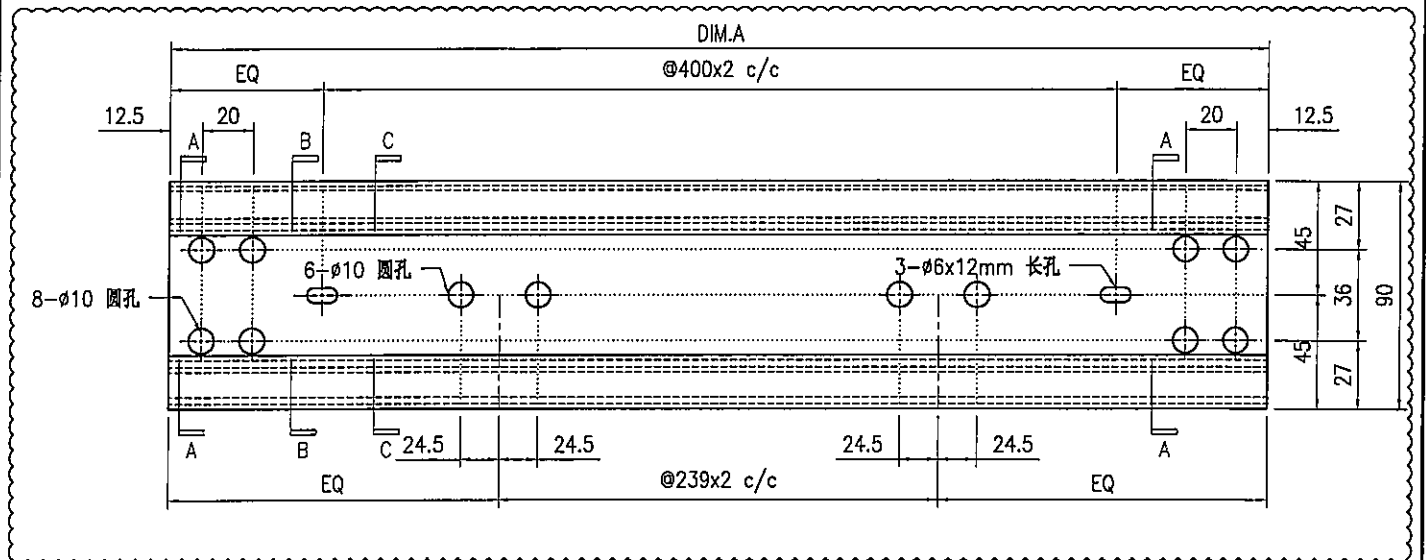 DIM.A
EQ @400x2 c/c EQ
12.5 20 20 12.5
A B C A
45 27
6-ø10 圆孔 3-ø6x12mm 长孔
8-ø10 圆孔 36 90
45 27
A B C A
24.5 24.5 24.5 24.5
EQ @239x2 c/c EQ